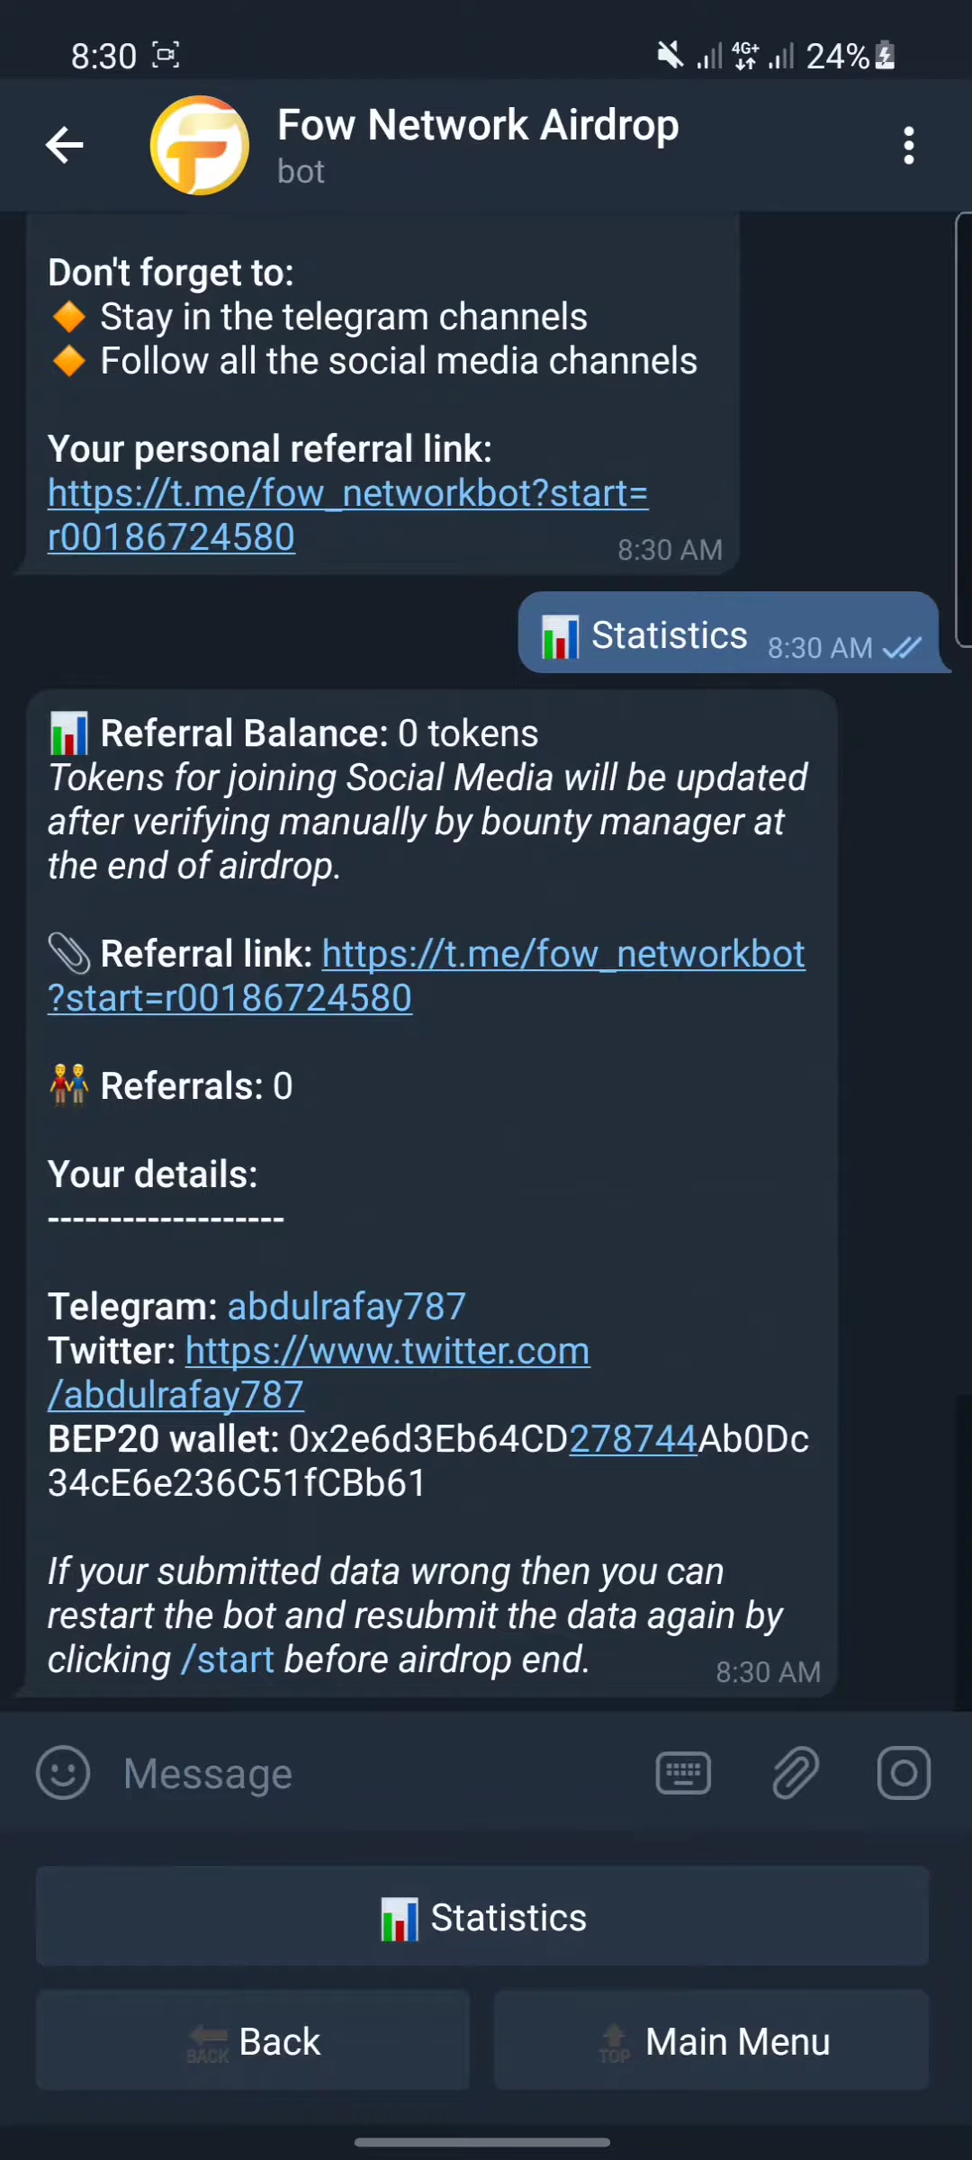 8:30 4G+ 24%
Fow Network Airdrop
bot
Don't forget to:
🔸 Stay in the telegram channels
🔸 Follow all the social media channels
Your personal referral link:
https://t.me/fow_networkbot?start=
r00186724580
8:30 AM
📊 Statistics 8:30 AM
📊 Referral Balance: 0 tokens
Tokens for joining Social Media will be updated
after verifying manually by bounty manager at
the end of airdrop.
📎 Referral link: https://t.me/fow_networkbot
?start=r00186724580
👬 Referrals: 0
Your details:
-------------------
Telegram: abdulrafay787
Twitter: https://www.twitter.com
/abdulrafay787
BEP20 wallet: 0x2e6d3Eb64CD278744Ab0Dc
34cE6e236C51fCBb61
If your submitted data wrong then you can
restart the bot and resubmit the data again by
clicking /start before airdrop end.
8:30 AM
Message
📊 Statistics
BACK Back
TOP Main Menu